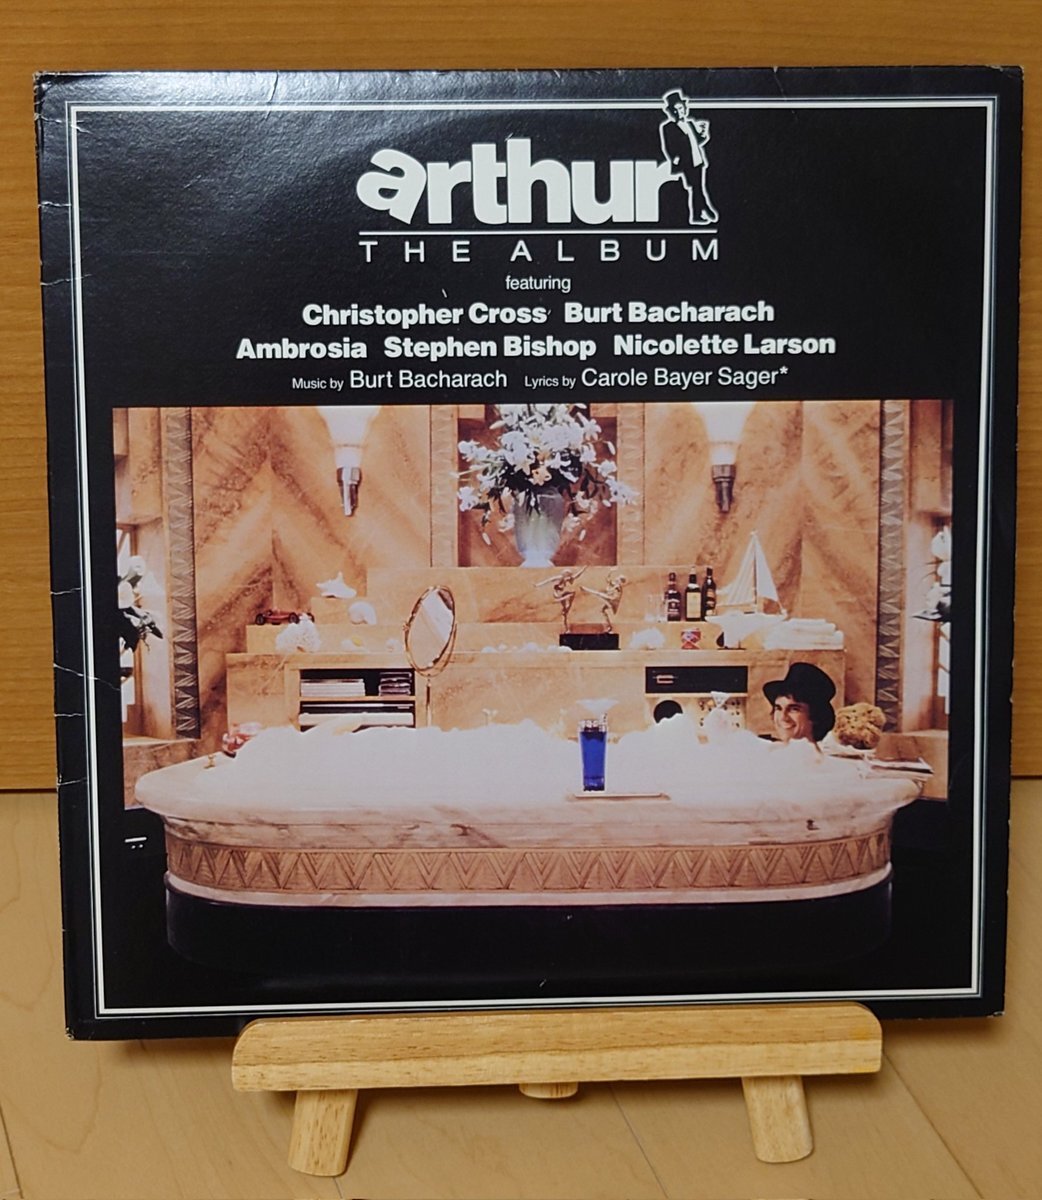 arthur
THE ALBUM
featuring
Christopher Cross Burt Bacharach
Ambrosia Stephen Bishop Nicolette Larson
Music by Burt Bacharach Lyrics by Carole Bayer Sager*